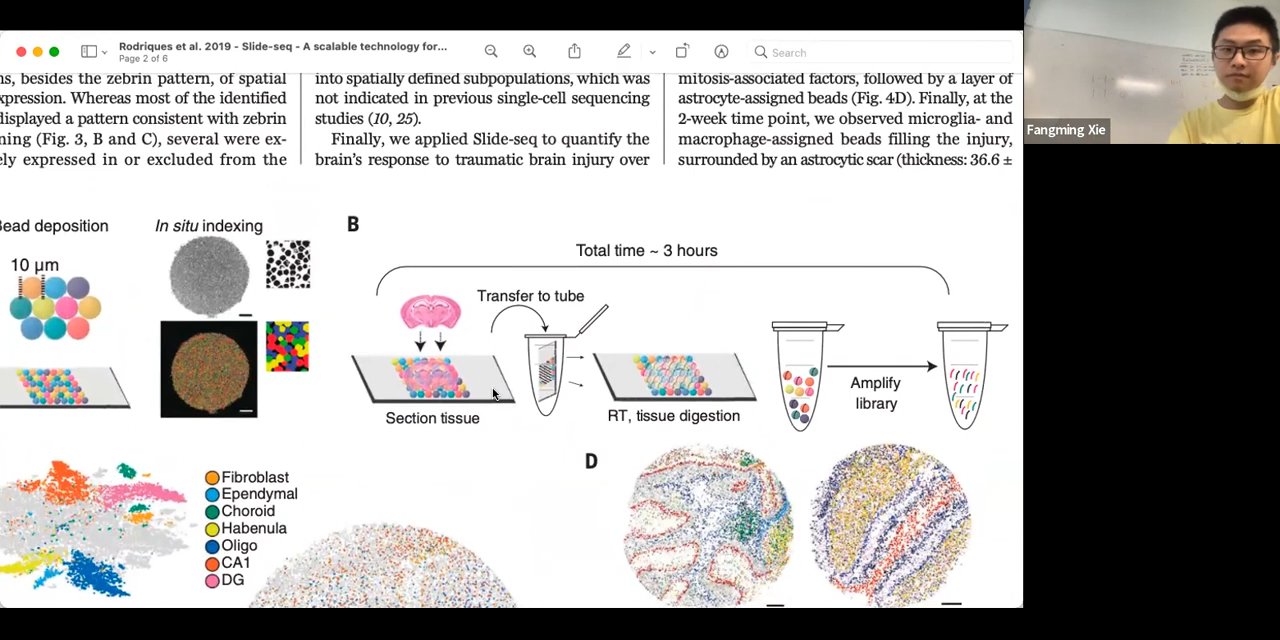 Rodriques et al. 2019 - Slide-seq - A scalable technology for...
Page 2 of 6
Search
ns, besides the zebrin pattern, of spatial
xpression. Whereas most of the identified
displayed a pattern consistent with zebrin
ning (Fig. 3, B and C), several were ex-
ely expressed in or excluded from the
into spatially defined subpopulations, which was
not indicated in previous single-cell sequencing
studies (10, 25).
Finally, we applied Slide-seq to quantify the
brain's response to traumatic brain injury over
mitosis-associated factors, followed by a layer of
astrocyte-assigned beads (Fig. 4D). Finally, at the
2-week time point, we observed microglia- and
macrophage-assigned beads filling the injury,
surrounded by an astrocytic scar (thickness: 36.6 ±
Fangming Xie
Bead deposition
In situ indexing
10 µm
B
Total time ~ 3 hours
Transfer to tube
Section tissue
RT, tissue digestion
Amplify
library
Fibroblast
Ependymal
Choroid
Habenula
Oligo
CA1
DG
D